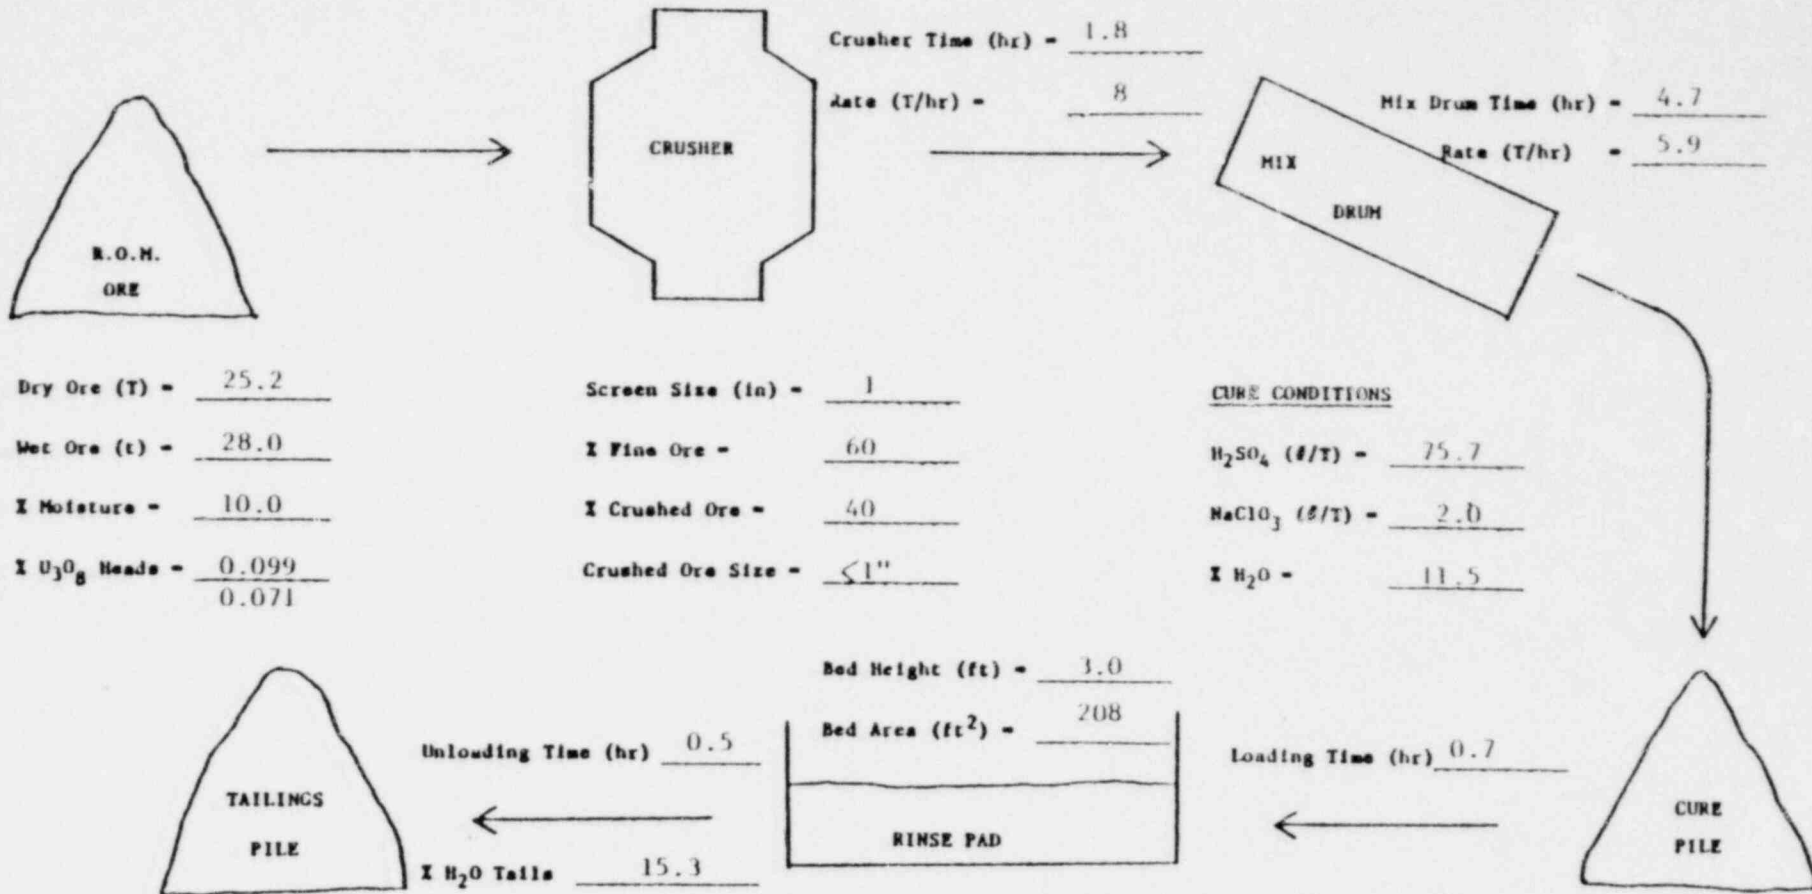 Crusher Time (hr) = 1.8
Rate (T/hr) = 8
Mix Drum Time (hr) = 4.7
Rate (T/hr) = 5.9
R.O.M.
ORE
CRUSHER
MIX
DRUM
Dry Ore (T) = 25.2
Wet Ore (t) = 28.0
% Moisture = 10.0
% U₃O₈ Heads = 0.099
0.071
Screen Size (in) = 1
% Fine Ore = 60
% Crushed Ore = 40
Crushed Ore Size = ≤1"
CURE CONDITIONS
H₂SO₄ (#/T) = 75.7
NaClO₃ (#/T) = 2.0
% H₂O = 11.5
Bed Height (ft) = 3.0
Bed Area (ft²) = 208
RINSE PAD
Unloading Time (hr) 0.5
% H₂O Tails 15.3
TAILINGS
PILE
Loading Time (hr) 0.7
CURE
PILE